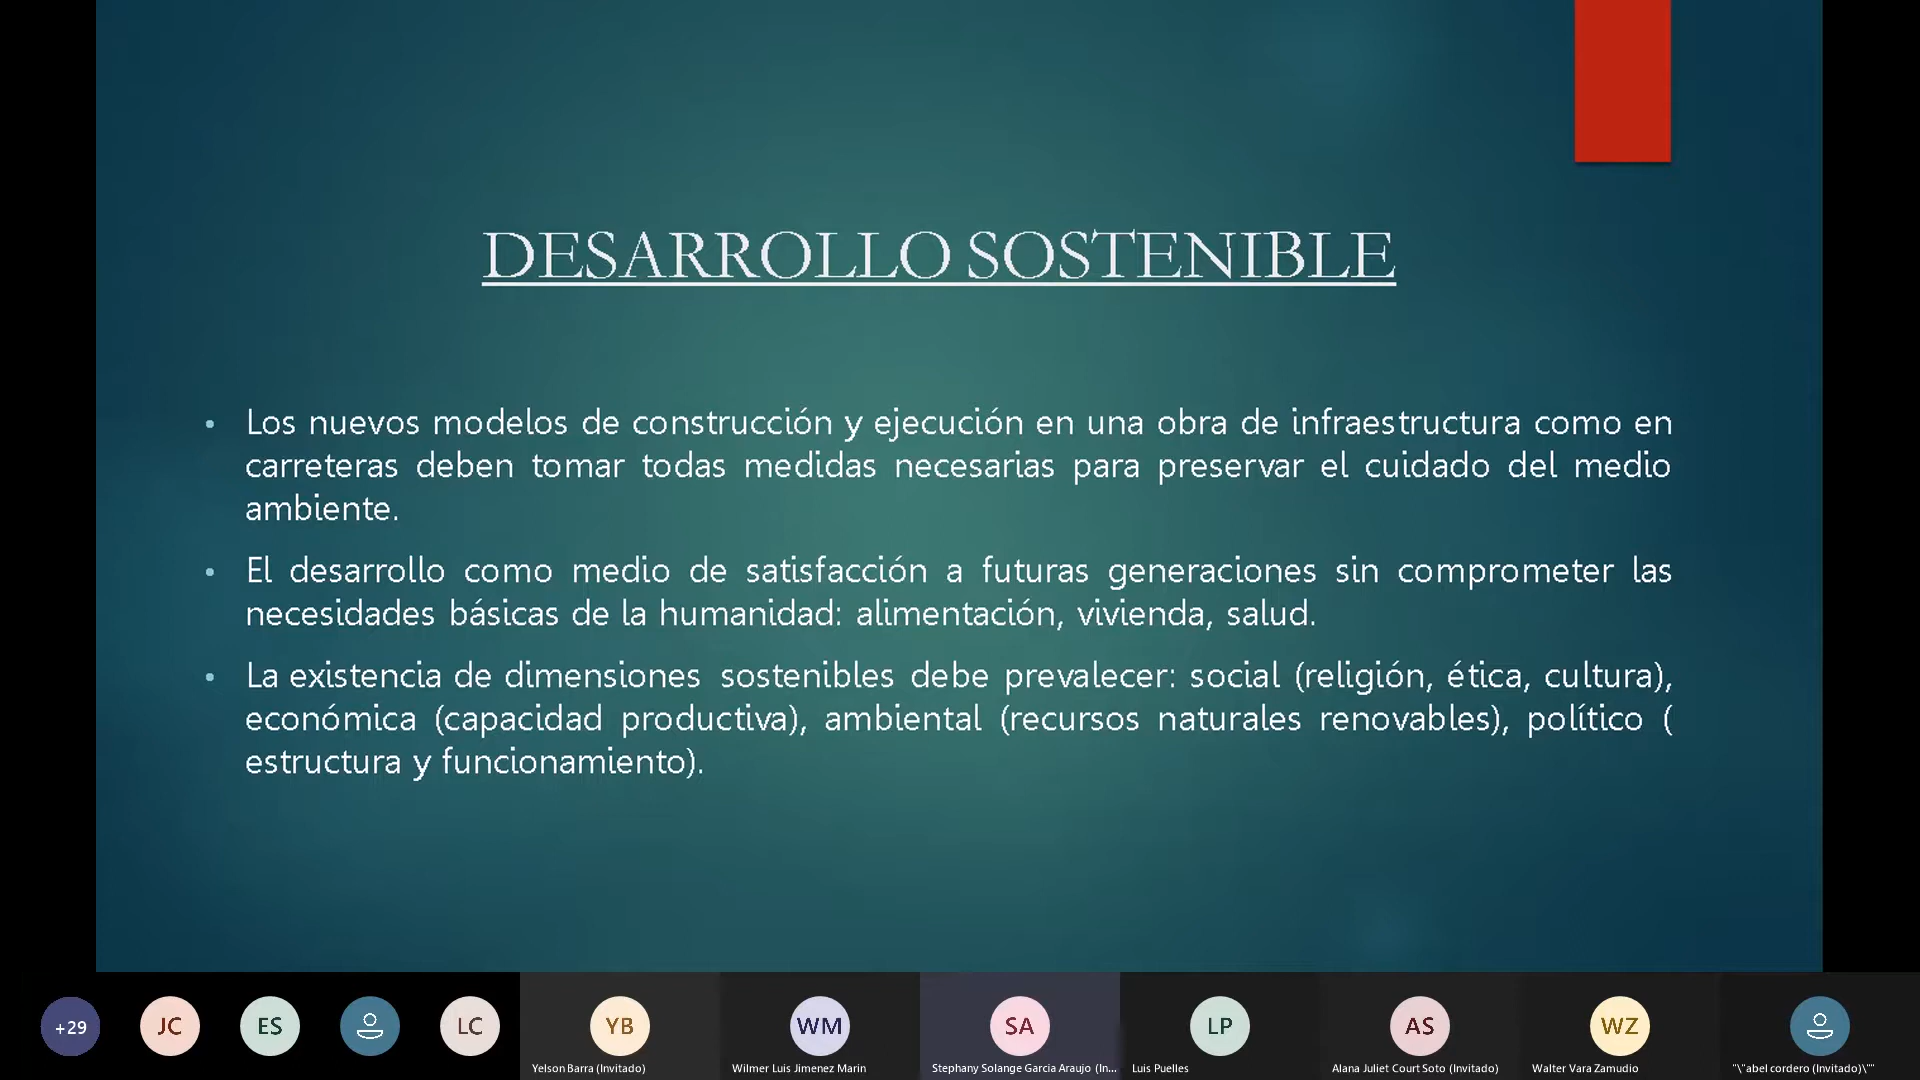 DESARROLLO SOSTENIBLE
• Los nuevos modelos de construcción y ejecución en una obra de infraestructura como en
carreteras deben tomar todas medidas necesarias para preservar el cuidado del medio
ambiente.
• El desarrollo como medio de satisfacción a futuras generaciones sin comprometer las
necesidades básicas de la humanidad: alimentación, vivienda, salud.
• La existencia de dimensiones sostenibles debe prevalecer: social (religión, ética, cultura),
económica (capacidad productiva), ambiental (recursos naturales renovables), político (
estructura y funcionamiento).
+29 JC ES LC YB WM SA LP AS WZ
Yelson Barra (Invitado) Wilmer Luis Jimenez Marin Stephany Solange Garcia Araujo (In... Luis Puelles Alana Juliet Court Soto (Invitado) Walter Vara Zamudio "\"abel cordero (Invitado)\""